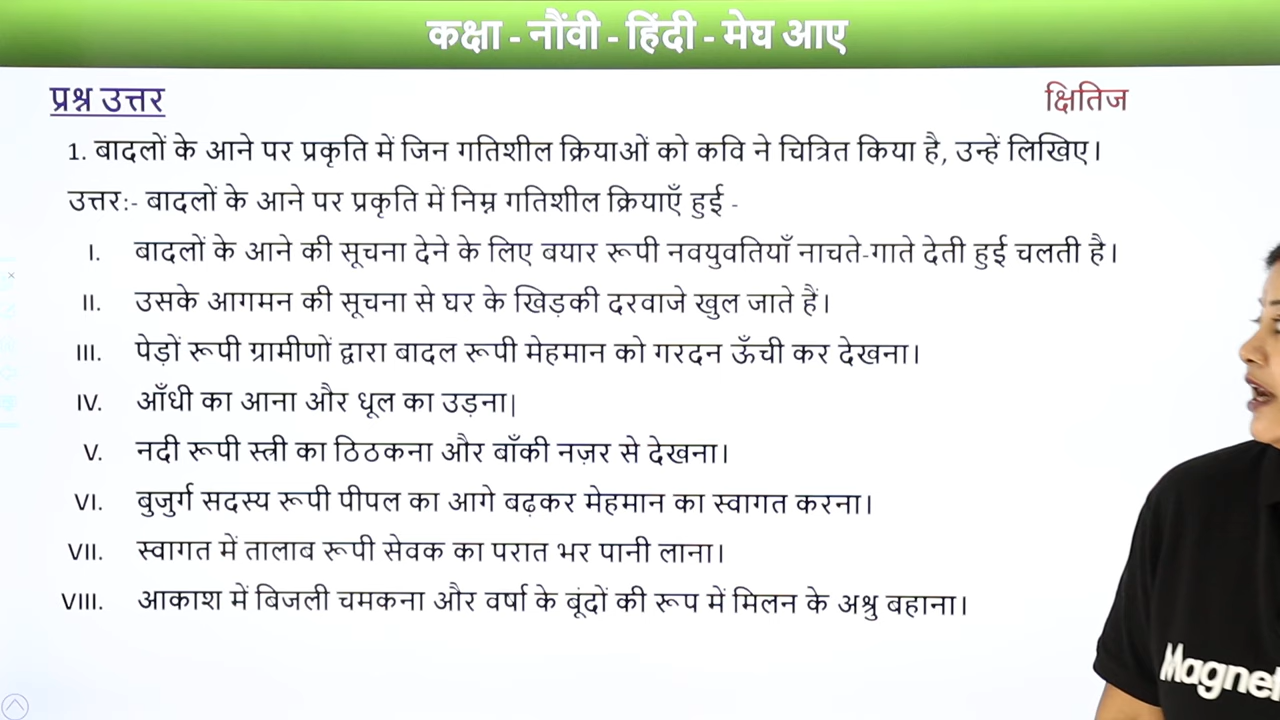 कक्षा - नौंवी - हिंदी - मेघ आए
प्रश्न उत्तर
क्षितिज
1. बादलों के आने पर प्रकृति में जिन गतिशील क्रियाओं को कवि ने चित्रित किया है, उन्हें लिखिए।
उत्तर:- बादलों के आने पर प्रकृति में निम्न गतिशील क्रियाएँ हुई -
I. बादलों के आने की सूचना देने के लिए बयार रूपी नवयुवतियाँ नाचते-गाते देती हुई चलती है।
II. उसके आगमन की सूचना से घर के खिड़की दरवाजे खुल जाते हैं।
III. पेड़ों रूपी ग्रामीणों द्वारा बादल रूपी मेहमान को गरदन ऊँची कर देखना।
IV. आँधी का आना और धूल का उड़ना|
V. नदी रूपी स्त्री का ठिठकना और बाँकी नज़र से देखना।
VI. बुजुर्ग सदस्य रूपी पीपल का आगे बढ़कर मेहमान का स्वागत करना।
VII. स्वागत में तालाब रूपी सेवक का परात भर पानी लाना।
VIII. आकाश में बिजली चमकना और वर्षा के बूंदों की रूप में मिलन के अश्रु बहाना।
Magnet